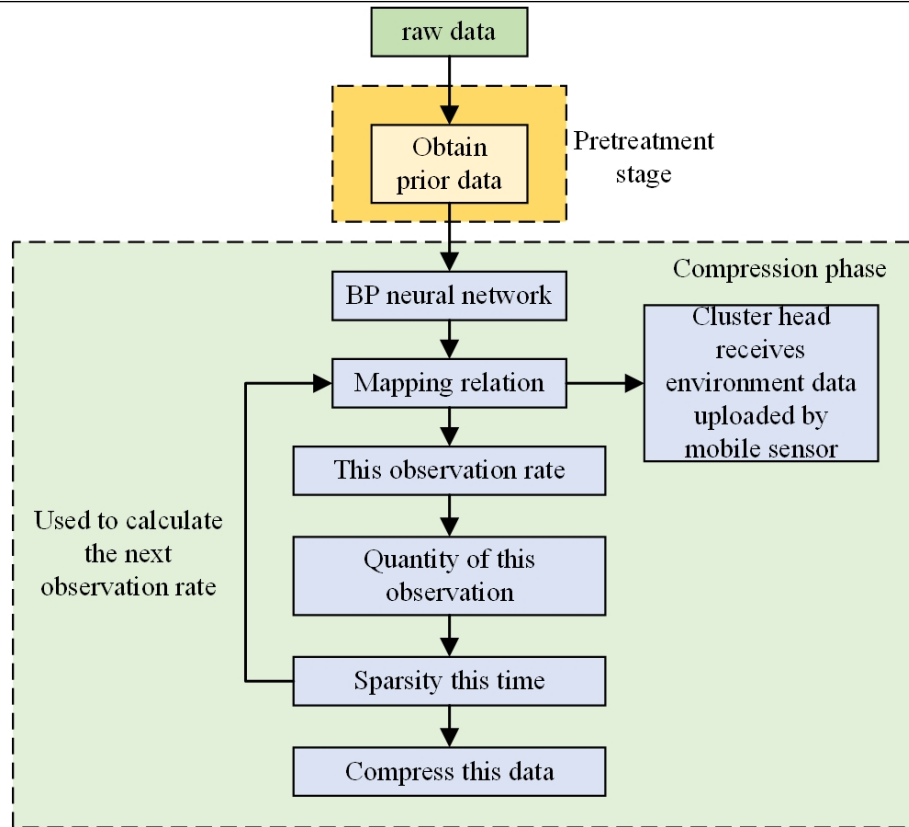 raw data
Obtain
prior data
Pretreatment
stage
Compression phase
BP neural network
Cluster head
receives
environment data
uploaded by
mobile sensor
Mapping relation
This observation rate
Used to calculate
the next
observation rate
Quantity of this
observation
Sparsity this time
Compress this data